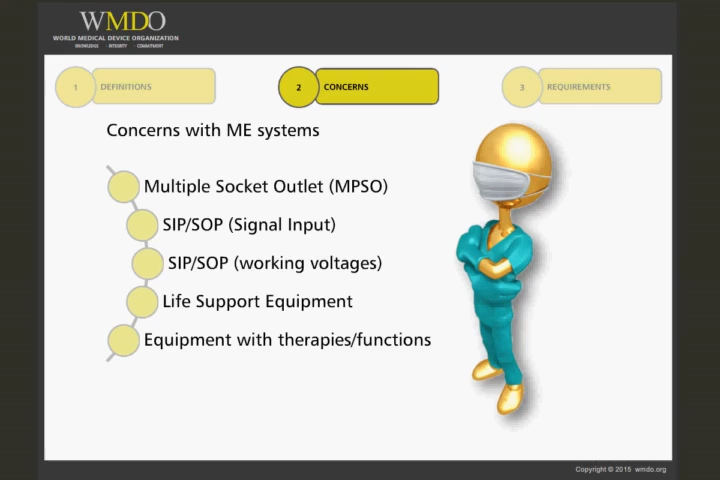 WMDO
WORLD MEDICAL DEVICE ORGANIZATION
KNOWLEDGE · INTEGRITY · COMMITMENT
1 DEFINITIONS
2 CONCERNS
3 REQUIREMENTS
Concerns with ME systems
Multiple Socket Outlet (MPSO)
SIP/SOP (Signal Input)
SIP/SOP (working voltages)
Life Support Equipment
Equipment with therapies/functions
Copyright © 2015 wmdo.org